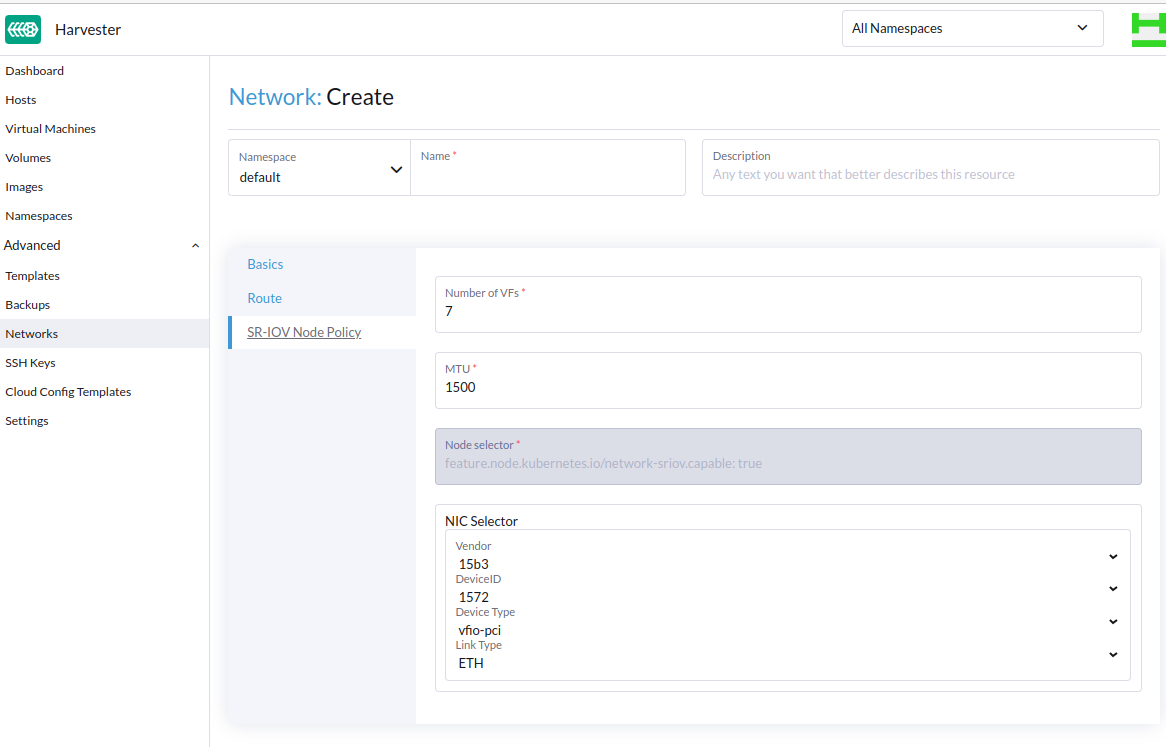 Harvester
All Namespaces
Dashboard
Hosts
Virtual Machines
Volumes
Images
Namespaces
Advanced
Templates
Backups
Networks
SSH Keys
Cloud Config Templates
Settings
Network: Create
Namespace
default
Name *
Description
Any text you want that better describes this resource
Basics
Route
SR-IOV Node Policy
Number of VFs *
7
MTU *
1500
Node selector *
feature.node.kubernetes.io/network-sriov.capable: true
NIC Selector
Vendor
15b3
DeviceID
1572
Device Type
vfio-pci
Link Type
ETH